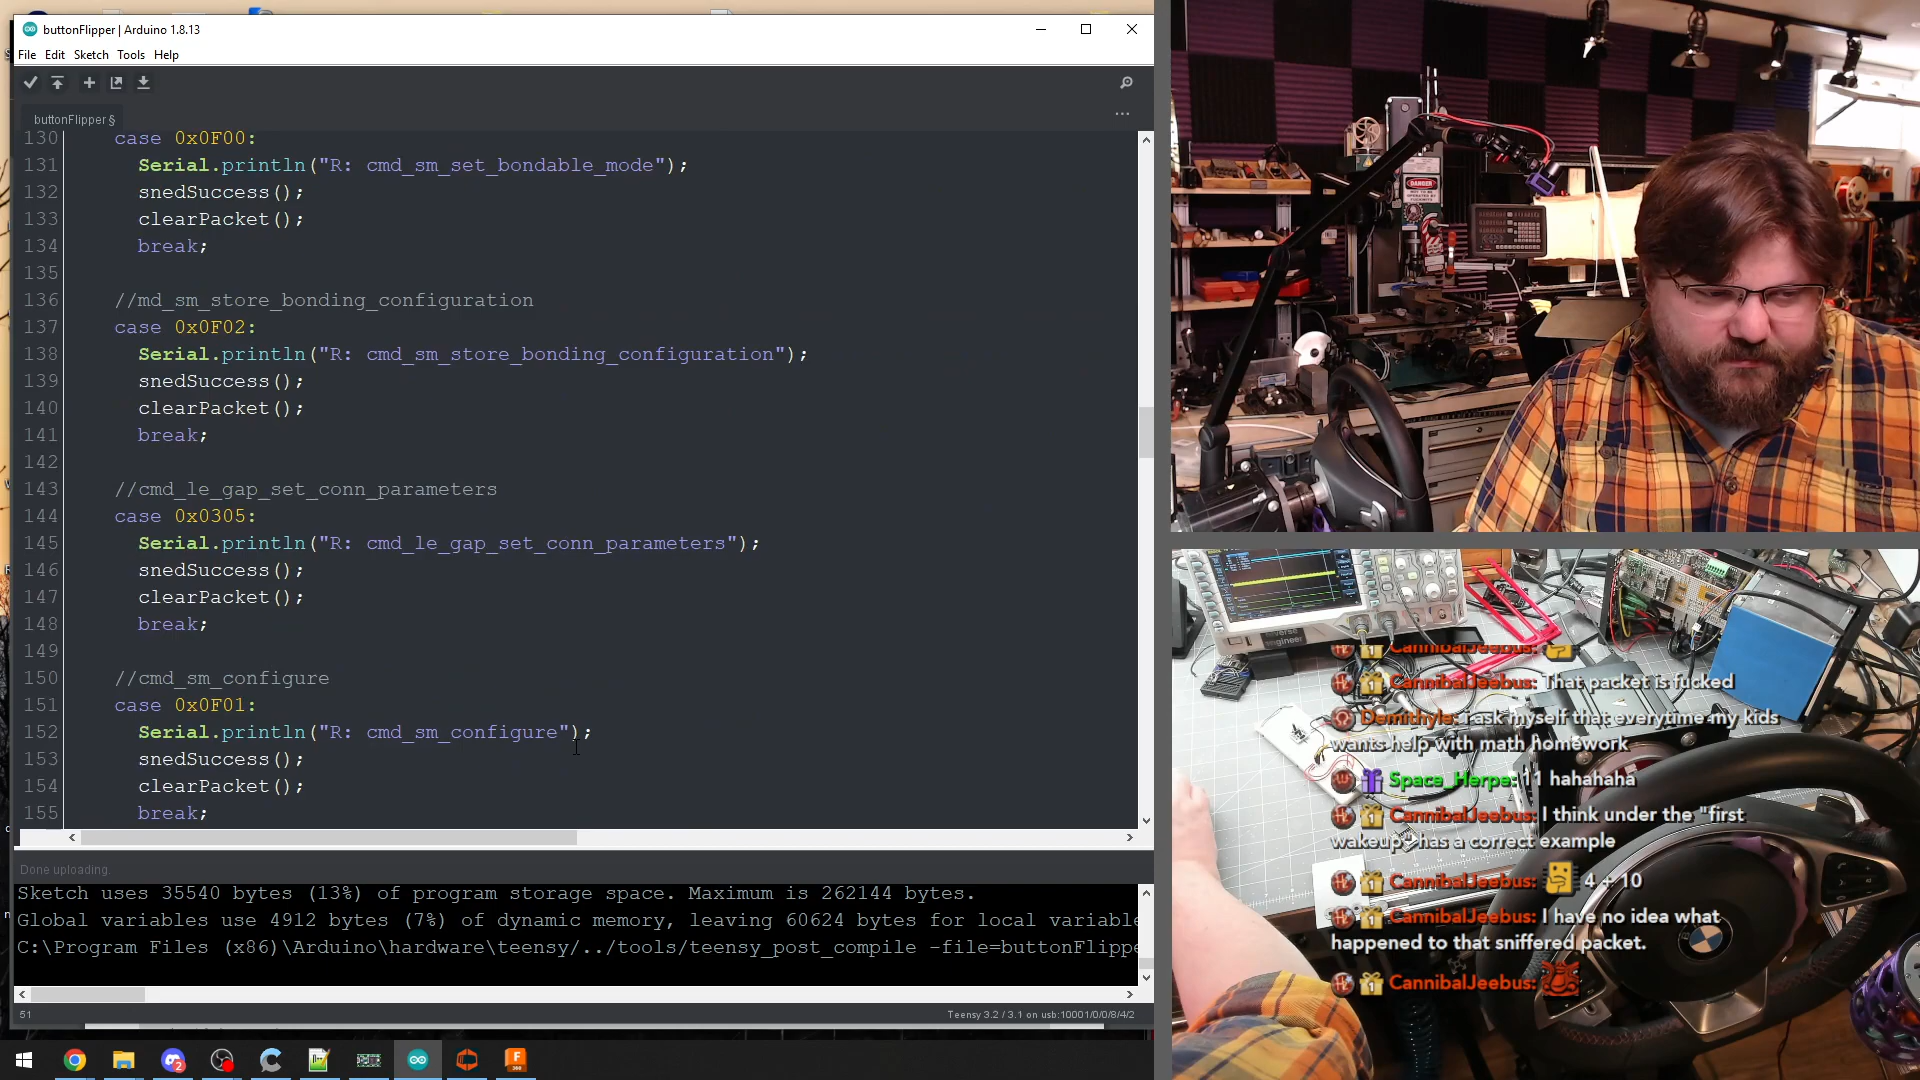 buttonFlipper | Arduino 1.8.13
File Edit Sketch Tools Help
buttonFlipper §
130 case 0x0F00:
131 Serial.println("R: cmd_sm_set_bondable_mode");
132 snedSuccess();
133 clearPacket();
134 break;
135
136 //md_sm_store_bonding_configuration
137 case 0x0F02:
138 Serial.println("R: cmd_sm_store_bonding_configuration");
139 snedSuccess();
140 clearPacket();
141 break;
142
143 //cmd_le_gap_set_conn_parameters
144 case 0x0305:
145 Serial.println("R: cmd_le_gap_set_conn_parameters");
146 snedSuccess();
147 clearPacket();
148 break;
149
150 //cmd_sm_configure
151 case 0x0F01:
152 Serial.println("R: cmd_sm_configure");
153 snedSuccess();
154 clearPacket();
155 break;
Done uploading.
Sketch uses 35540 bytes (13%) of program storage space. Maximum is 262144 bytes.
Global variables use 4912 bytes (7%) of dynamic memory, leaving 60624 bytes for local variable
C:\Program Files (x86)\Arduino\hardware\teensy/../tools/teensy_post_compile -file=buttonFlippe
51
Teensy 3.2 / 3.1 on usb:10001/0/0/8/4/2
DANGER
CannibalJeebus:
CannibalJeebus: That packet is fucked
Demithyle: i ask myself that everytime my kids
wants help with math homework
Space_Herpe: 11 hahahaha
CannibalJeebus: I think under the "first
wakeup" has a correct example
CannibalJeebus: 4 + 10
CannibalJeebus: I have no idea what
happened to that sniffered packet.
CannibalJeebus: